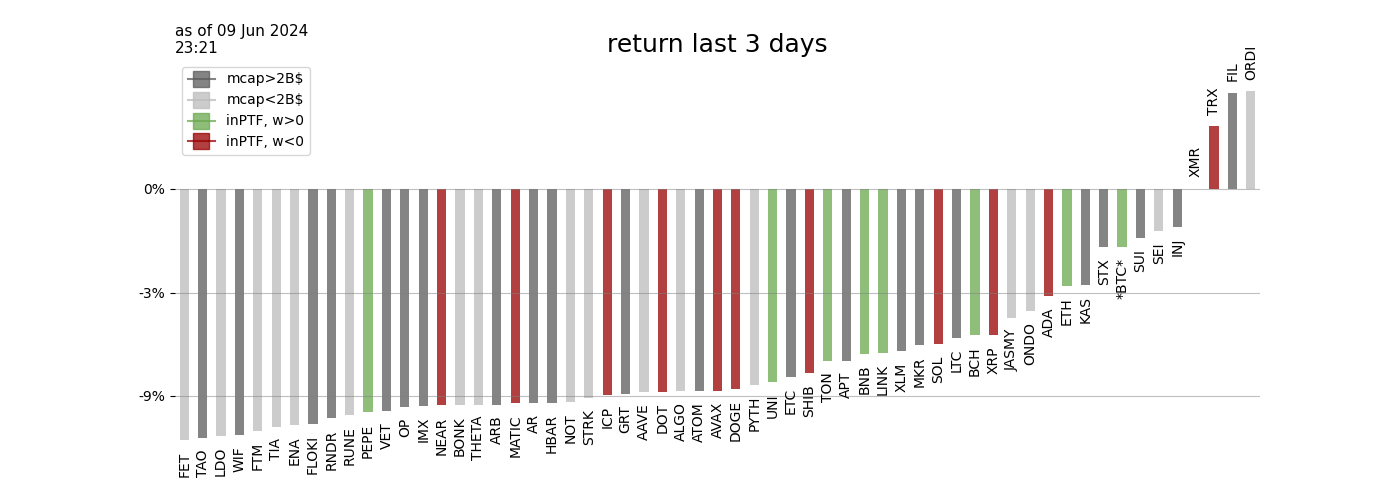 as of 09 Jun 2024
23:21
return last 3 days
mcap>2B$
mcap<2B$
inPTF, w>0
inPTF, w<0
0%
-3%
-9%
FET
TAO
LDO
WIF
FTM
TIA
ENA
FLOKI
RNDR
RUNE
PEPE
VET
OP
IMX
NEAR
BONK
THETA
ARB
MATIC
AR
HBAR
NOT
STRK
ICP
GRT
AAVE
DOT
ALGO
ATOM
AVAX
DOGE
PYTH
UNI
ETC
SHIB
TON
APT
BNB
LINK
XLM
MKR
SOL
LTC
BCH
XRP
JASMY
ONDO
ADA
ETH
KAS
STX
*BTC*
SUI
SEI
INJ
XMR
TRX
FIL
ORDI